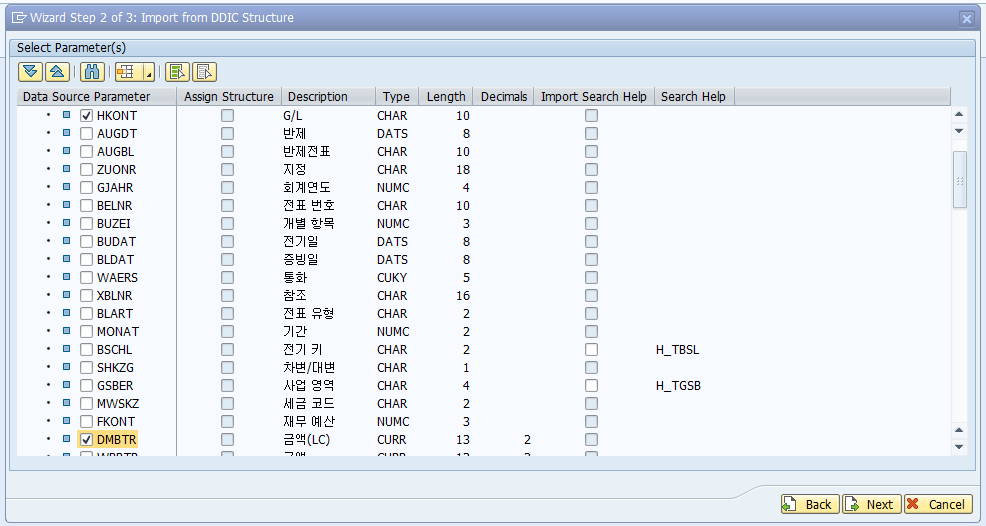 Wizard Step 2 of 3: Import from DDIC Structure
Select Parameter(s)
Data Source Parameter Assign Structure Description Type Length Decimals Import Search Help Search Help
HKONT G/L CHAR 10
AUGDT 반제 DATS 8
AUGBL 반제전표 CHAR 10
ZUONR 지정 CHAR 18
GJAHR 회계연도 NUMC 4
BELNR 전표 번호 CHAR 10
BUZEI 개별 항목 NUMC 3
BUDAT 전기일 DATS 8
BLDAT 증빙일 DATS 8
WAERS 통화 CUKY 5
XBLNR 참조 CHAR 16
BLART 전표 유형 CHAR 2
MONAT 기간 NUMC 2
BSCHL 전기 키 CHAR 2 H_TBSL
SHKZG 차변/대변 CHAR 1
GSBER 사업 영역 CHAR 4 H_TGSB
MWSKZ 세금 코드 CHAR 2
FKONT 재무 예산 NUMC 3
DMBTR 금액(LC) CURR 13 2
Back Next Cancel